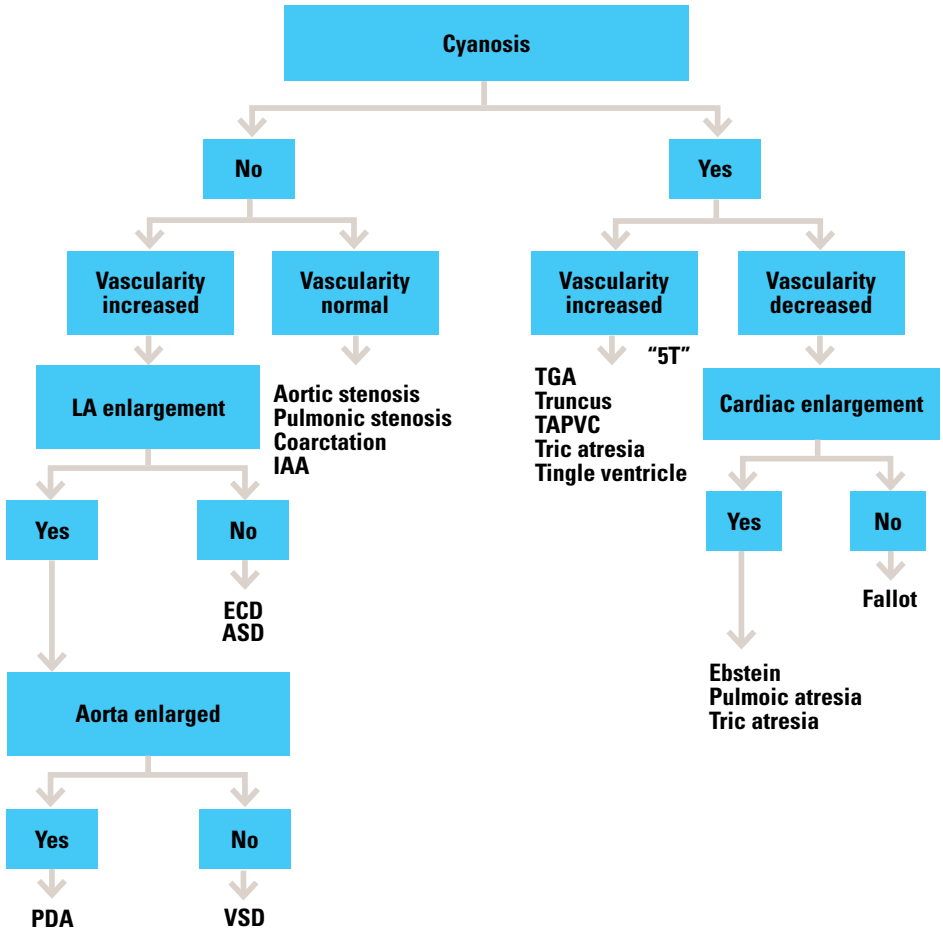 Cyanosis
No
Yes
Vascularity
increased
Vascularity
normal
Vascularity
increased
Vascularity
decreased
LA enlargement
Aortic stenosis
Pulmonic stenosis
Coarctation
IAA
“5T”
TGA
Truncus
TAPVC
Tric atresia
Tingle ventricle
Cardiac enlargement
Yes
No
Yes
No
ECD
ASD
Fallot
Ebstein
Pulmoic atresia
Tric atresia
Aorta enlarged
Yes
No
PDA
VSD